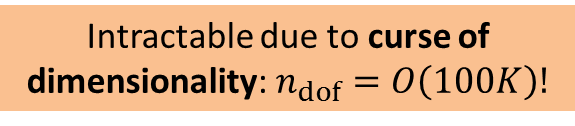 Intractable due to curse of
dimensionality: n_dof = O(100K)!